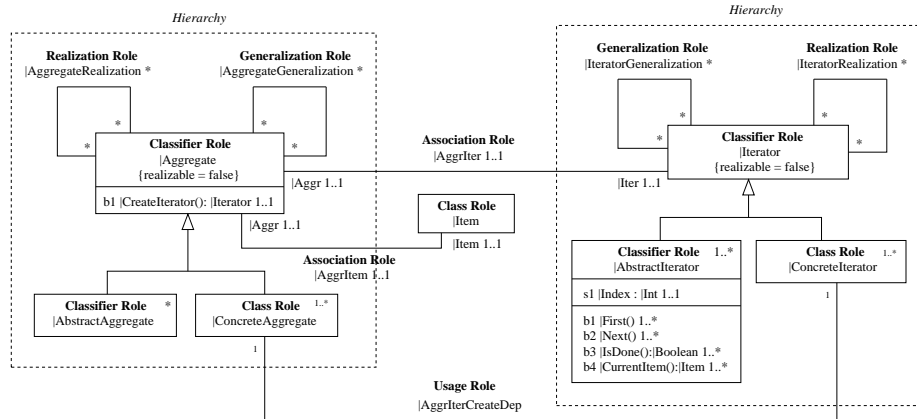 Hierarchy
Realization Role
|AggregateRealization *
Generalization Role
|AggregateGeneralization *
*
*
*
*
Classifier Role
|Aggregate
{realizable = false}
b1 |CreateIterator(): |Iterator 1..1
|Aggr 1..1
|Aggr 1..1
Classifier Role *
|AbstractAggregate
Class Role 1..*
|ConcreteAggregate
1
Association Role
|AggrIter 1..1
Class Role
|Item
|Item 1..1
Association Role
|AggrItem 1..1
Usage Role
|AggrIterCreateDep
Hierarchy
Generalization Role
|IteratorGeneralization *
Realization Role
|IteratorRealization *
*
*
*
*
Classifier Role
|Iterator
{realizable = false}
|Iter 1..1
Classifier Role 1..*
|AbstractIterator
s1 |Index : |Int 1..1
b1 |First() 1..*
b2 |Next() 1..*
b3 |IsDone():|Boolean 1..*
b4 |CurrentItem():|Item 1..*
Class Role 1..*
|ConcreteIterator
1